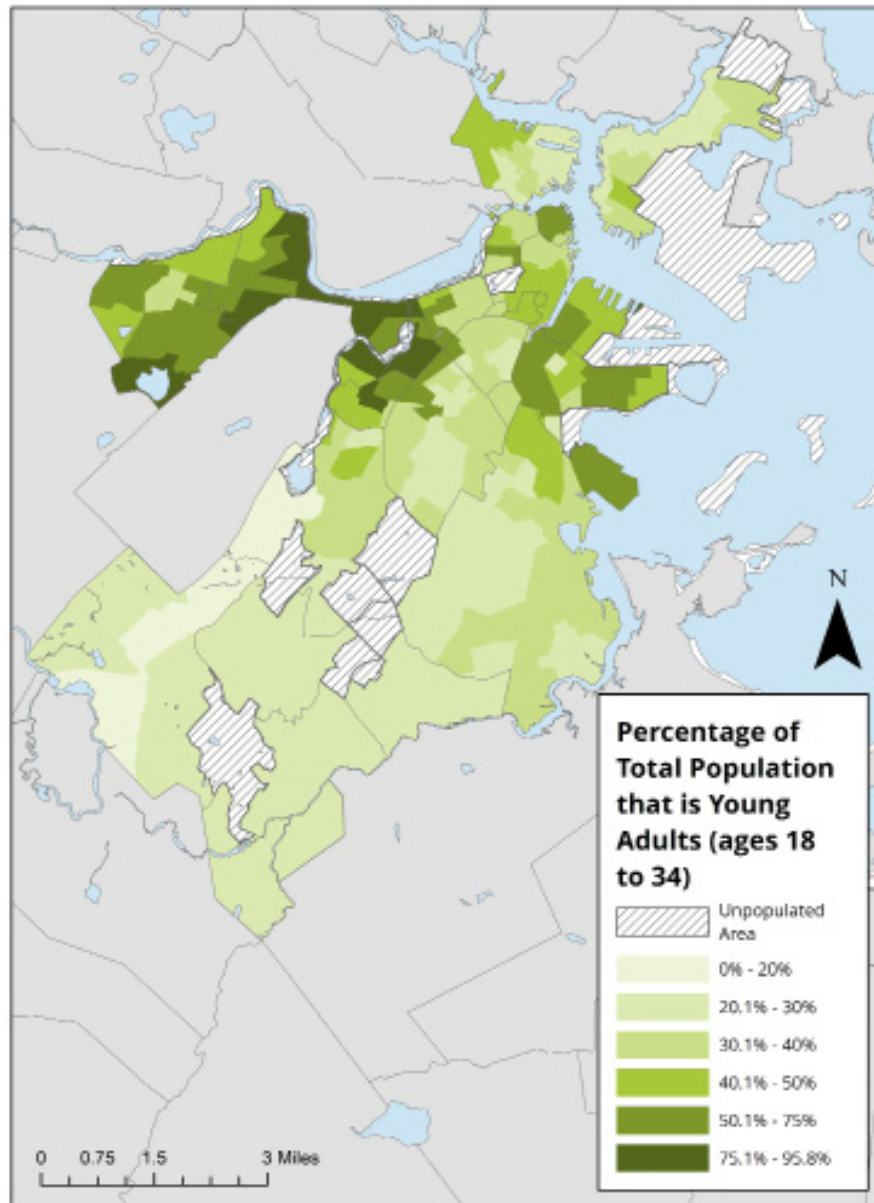 N
Percentage of
Total Population
that is Young
Adults (ages 18
to 34)
Unpopulated
Area
0% - 20%
20.1% - 30%
30.1% - 40%
40.1% - 50%
50.1% - 75%
75.1% - 95.8%
0 0.75 1.5 3 Miles